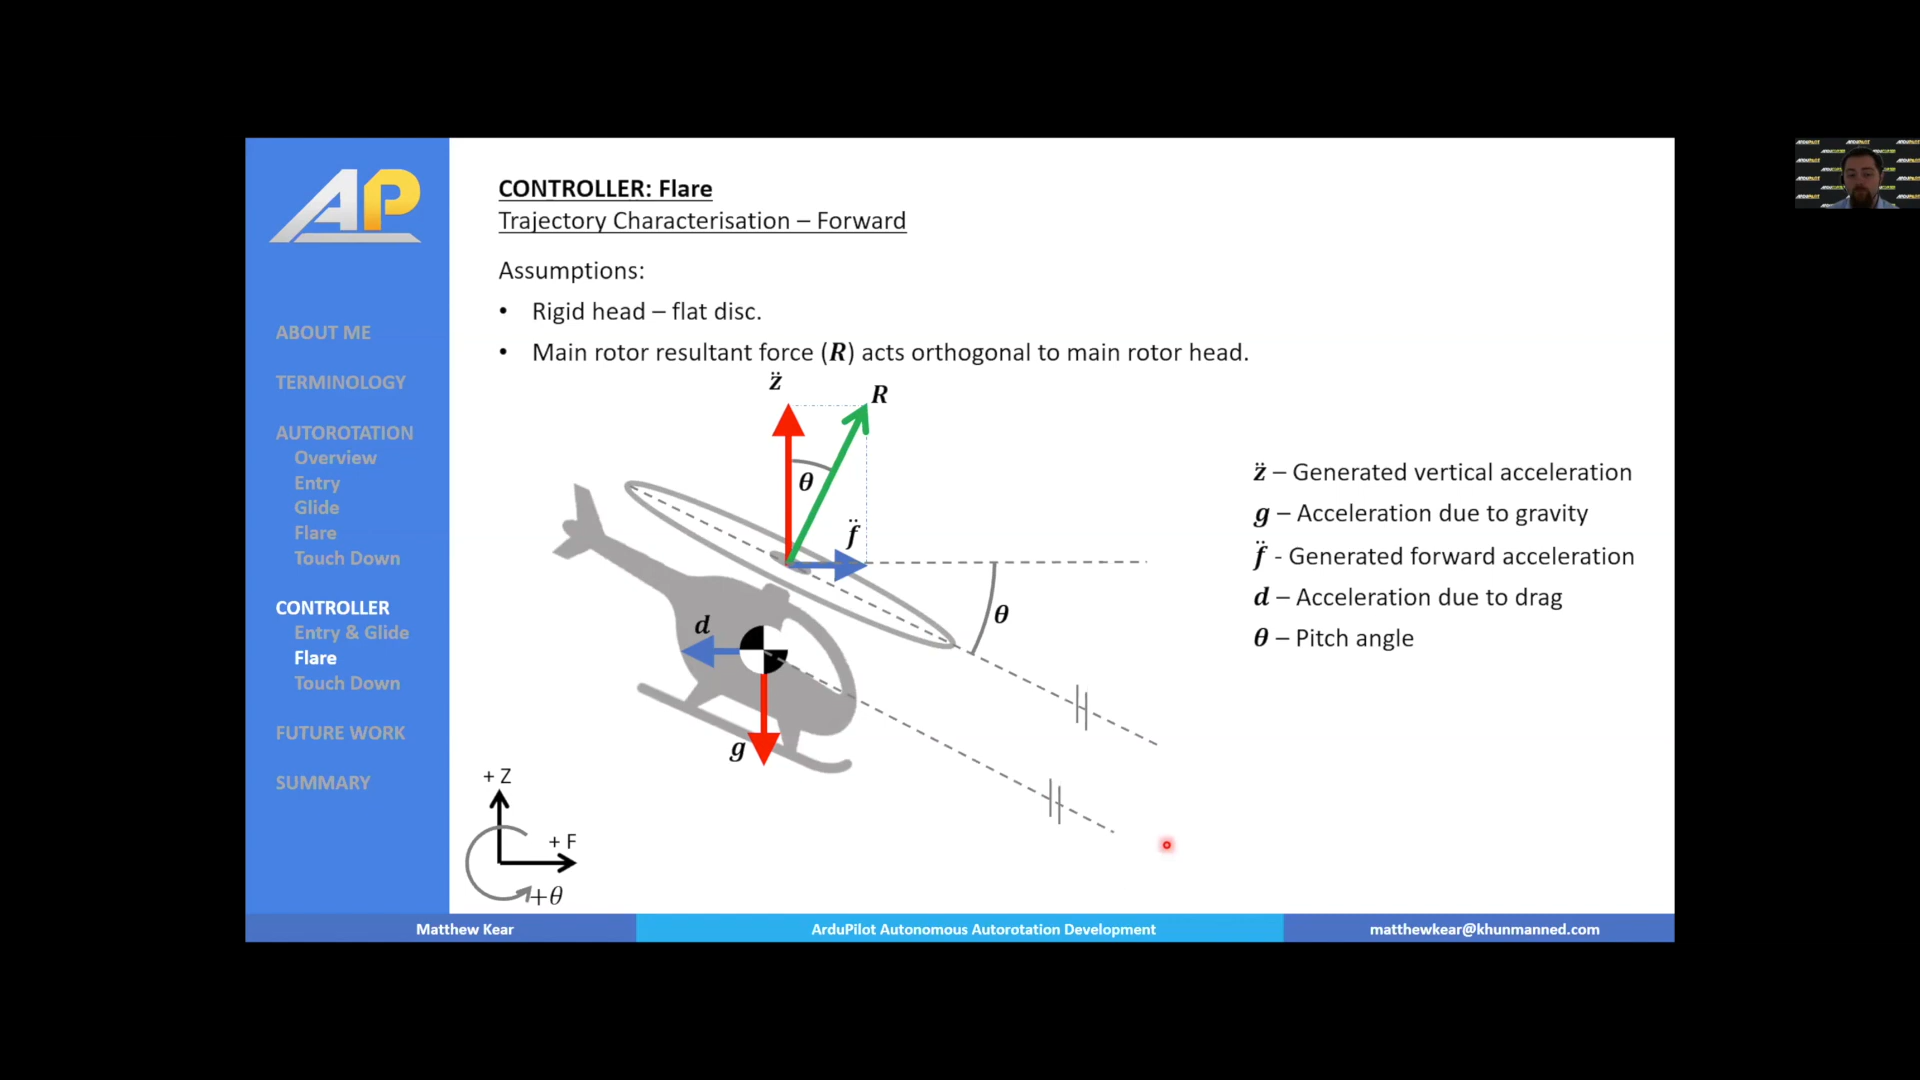 AP
ABOUT ME
TERMINOLOGY
AUTOROTATION
Overview
Entry
Glide
Flare
Touch Down
CONTROLLER
Entry & Glide
Flare
Touch Down
FUTURE WORK
SUMMARY
CONTROLLER: Flare
Trajectory Characterisation – Forward
Assumptions:
• Rigid head – flat disc.
• Main rotor resultant force (R) acts orthogonal to main rotor head.
z̈
R
θ
f̈
θ
d
g
z̈ – Generated vertical acceleration
g – Acceleration due to gravity
f̈ - Generated forward acceleration
d – Acceleration due to drag
θ – Pitch angle
+ Z
+ F
+θ
Matthew Kear
ArduPilot Autonomous Autorotation Development
matthewkear@khunmanned.com